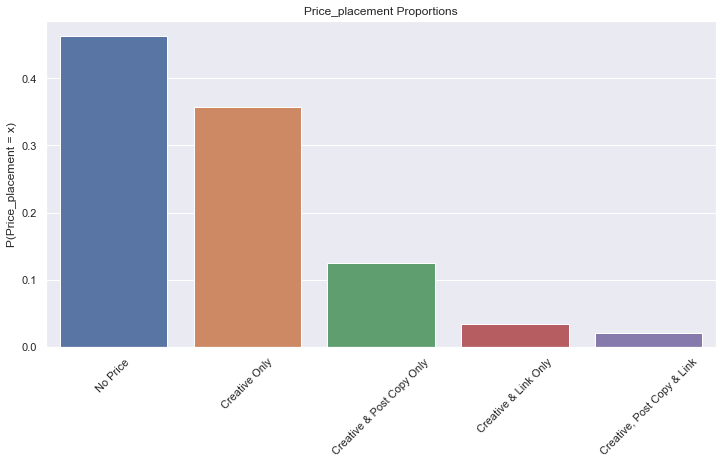 Price_placement Proportions
P(Price_placement = x)
0.4
0.3
0.2
0.1
0.0
No Price
Creative Only
Creative & Post Copy Only
Creative & Link Only
Creative, Post Copy & Link